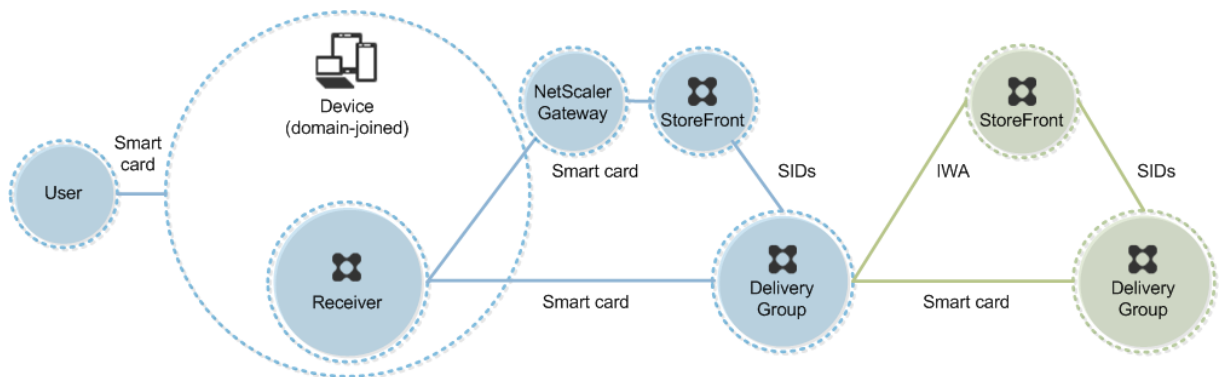 User
Smart
card
Device
(domain-joined)
Receiver
NetScaler
Gateway
StoreFront
Smart card
SIDs
Smart card
Delivery
Group
StoreFront
IWA
SIDs
Smart card
Delivery
Group